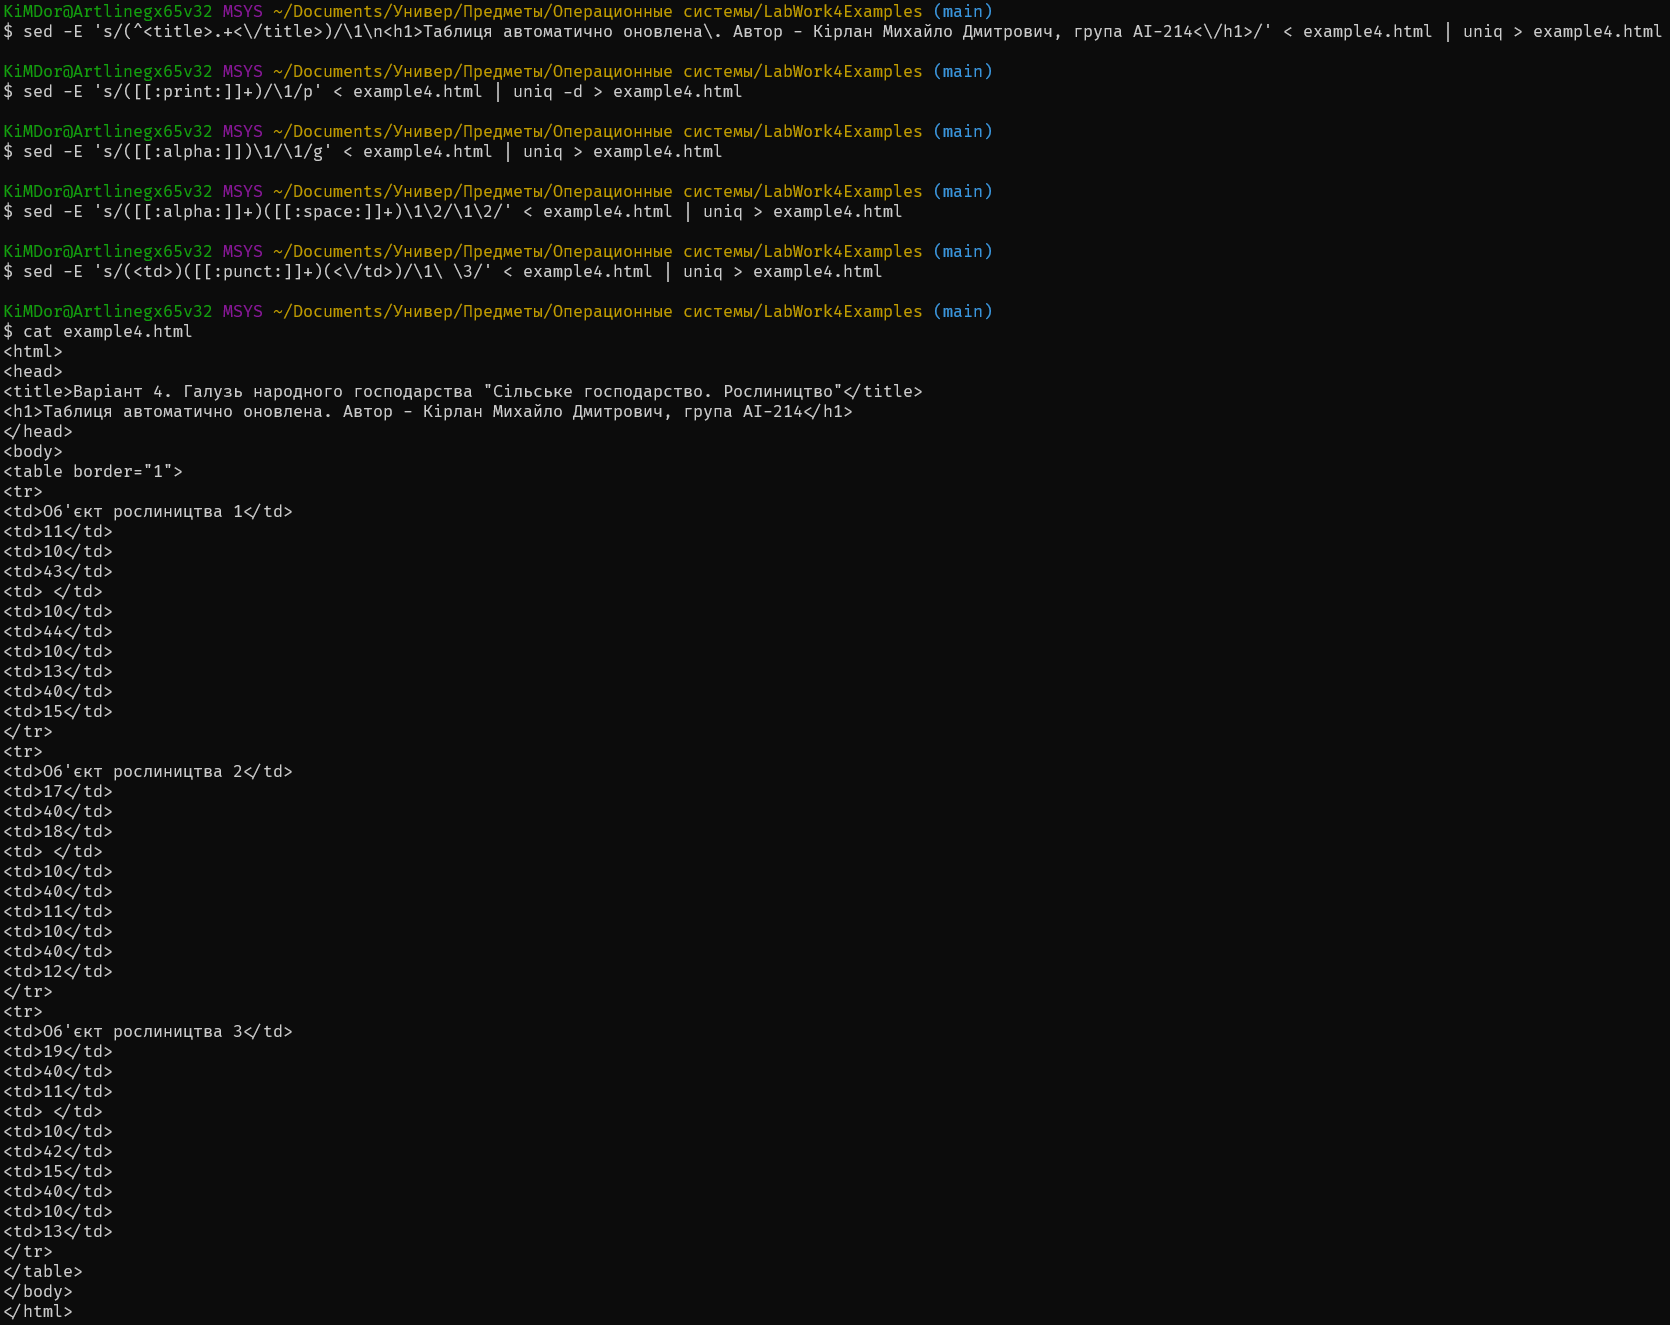 KiMDor@Artlinegx65v32 MSYS ~/Documents/Универ/Предметы/Операционные системы/LabWork4Examples (main)
$ sed -E 's/(^<title>.+<\/title>)/\1\n<h1>Таблиця автоматично оновлена\. Автор - Кірлан Михайло Дмитрович, група АІ-214<\/h1>/' < example4.html | uniq > example4.html

KiMDor@Artlinegx65v32 MSYS ~/Documents/Универ/Предметы/Операционные системы/LabWork4Examples (main)
$ sed -E 's/([[:print:]]+)/\1/p' < example4.html | uniq -d > example4.html

KiMDor@Artlinegx65v32 MSYS ~/Documents/Универ/Предметы/Операционные системы/LabWork4Examples (main)
$ sed -E 's/([[:alpha:]])\1/\1/g' < example4.html | uniq > example4.html

KiMDor@Artlinegx65v32 MSYS ~/Documents/Универ/Предметы/Операционные системы/LabWork4Examples (main)
$ sed -E 's/([[:alpha:]]+)([[:space:]]+)\1\2/\1\2/' < example4.html | uniq > example4.html

KiMDor@Artlinegx65v32 MSYS ~/Documents/Универ/Предметы/Операционные системы/LabWork4Examples (main)
$ sed -E 's/(<td>)([[:punct:]]+)(<\/td>)/\1\ \3/' < example4.html | uniq > example4.html

KiMDor@Artlinegx65v32 MSYS ~/Documents/Универ/Предметы/Операционные системы/LabWork4Examples (main)
$ cat example4.html
<html>
<head>
<title>Варіант 4. Галузь народного господарства "Сільське господарство. Рослиництво"</title>
<h1>Таблиця автоматично оновлена. Автор - Кірлан Михайло Дмитрович, група АІ-214</h1>
</head>
<body>
<table border="1">
<tr>
<td>Об'єкт рослиництва 1</td>
<td>11</td>
<td>10</td>
<td>43</td>
<td> </td>
<td>10</td>
<td>44</td>
<td>10</td>
<td>13</td>
<td>40</td>
<td>15</td>
</tr>
<tr>
<td>Об'єкт рослиництва 2</td>
<td>17</td>
<td>40</td>
<td>18</td>
<td> </td>
<td>10</td>
<td>40</td>
<td>11</td>
<td>10</td>
<td>40</td>
<td>12</td>
</tr>
<tr>
<td>Об'єкт рослиництва 3</td>
<td>19</td>
<td>40</td>
<td>11</td>
<td> </td>
<td>10</td>
<td>42</td>
<td>15</td>
<td>40</td>
<td>10</td>
<td>13</td>
</tr>
</table>
</body>
</html>